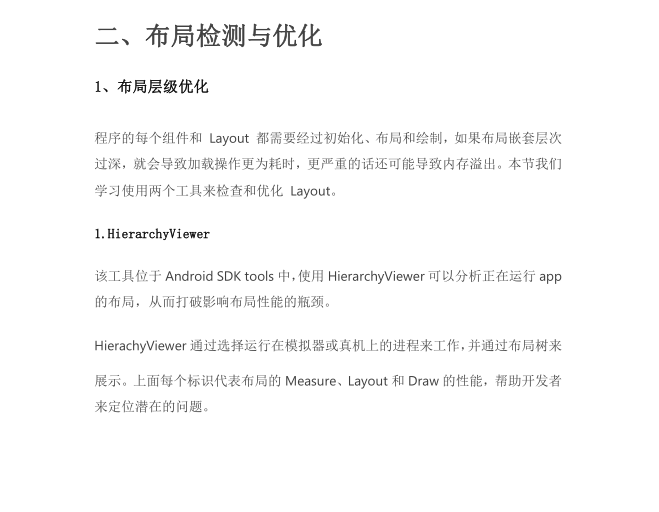 二、布局检测与优化
1、布局层级优化
程序的每个组件和 Layout 都需要经过初始化、布局和绘制，如果布局嵌套层次
过深，就会导致加载操作更为耗时，更严重的话还可能导致内存溢出。本节我们
学习使用两个工具来检查和优化 Layout。
1.HierarchyViewer
该工具位于 Android SDK tools 中，使用 HierarchyViewer 可以分析正在运行 app
的布局，从而打破影响布局性能的瓶颈。
HierachyViewer 通过选择运行在模拟器或真机上的进程来工作，并通过布局树来
展示。上面每个标识代表布局的 Measure、Layout 和 Draw 的性能，帮助开发者
来定位潜在的问题。